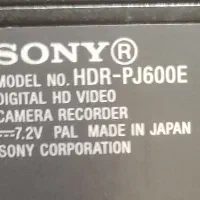 SONY®
MODEL NO. HDR-PJ600E
DIGITAL HD VIDEO
CAMERA RECORDER
⎓7.2V PAL MADE IN JAPAN
SONY CORPORATION